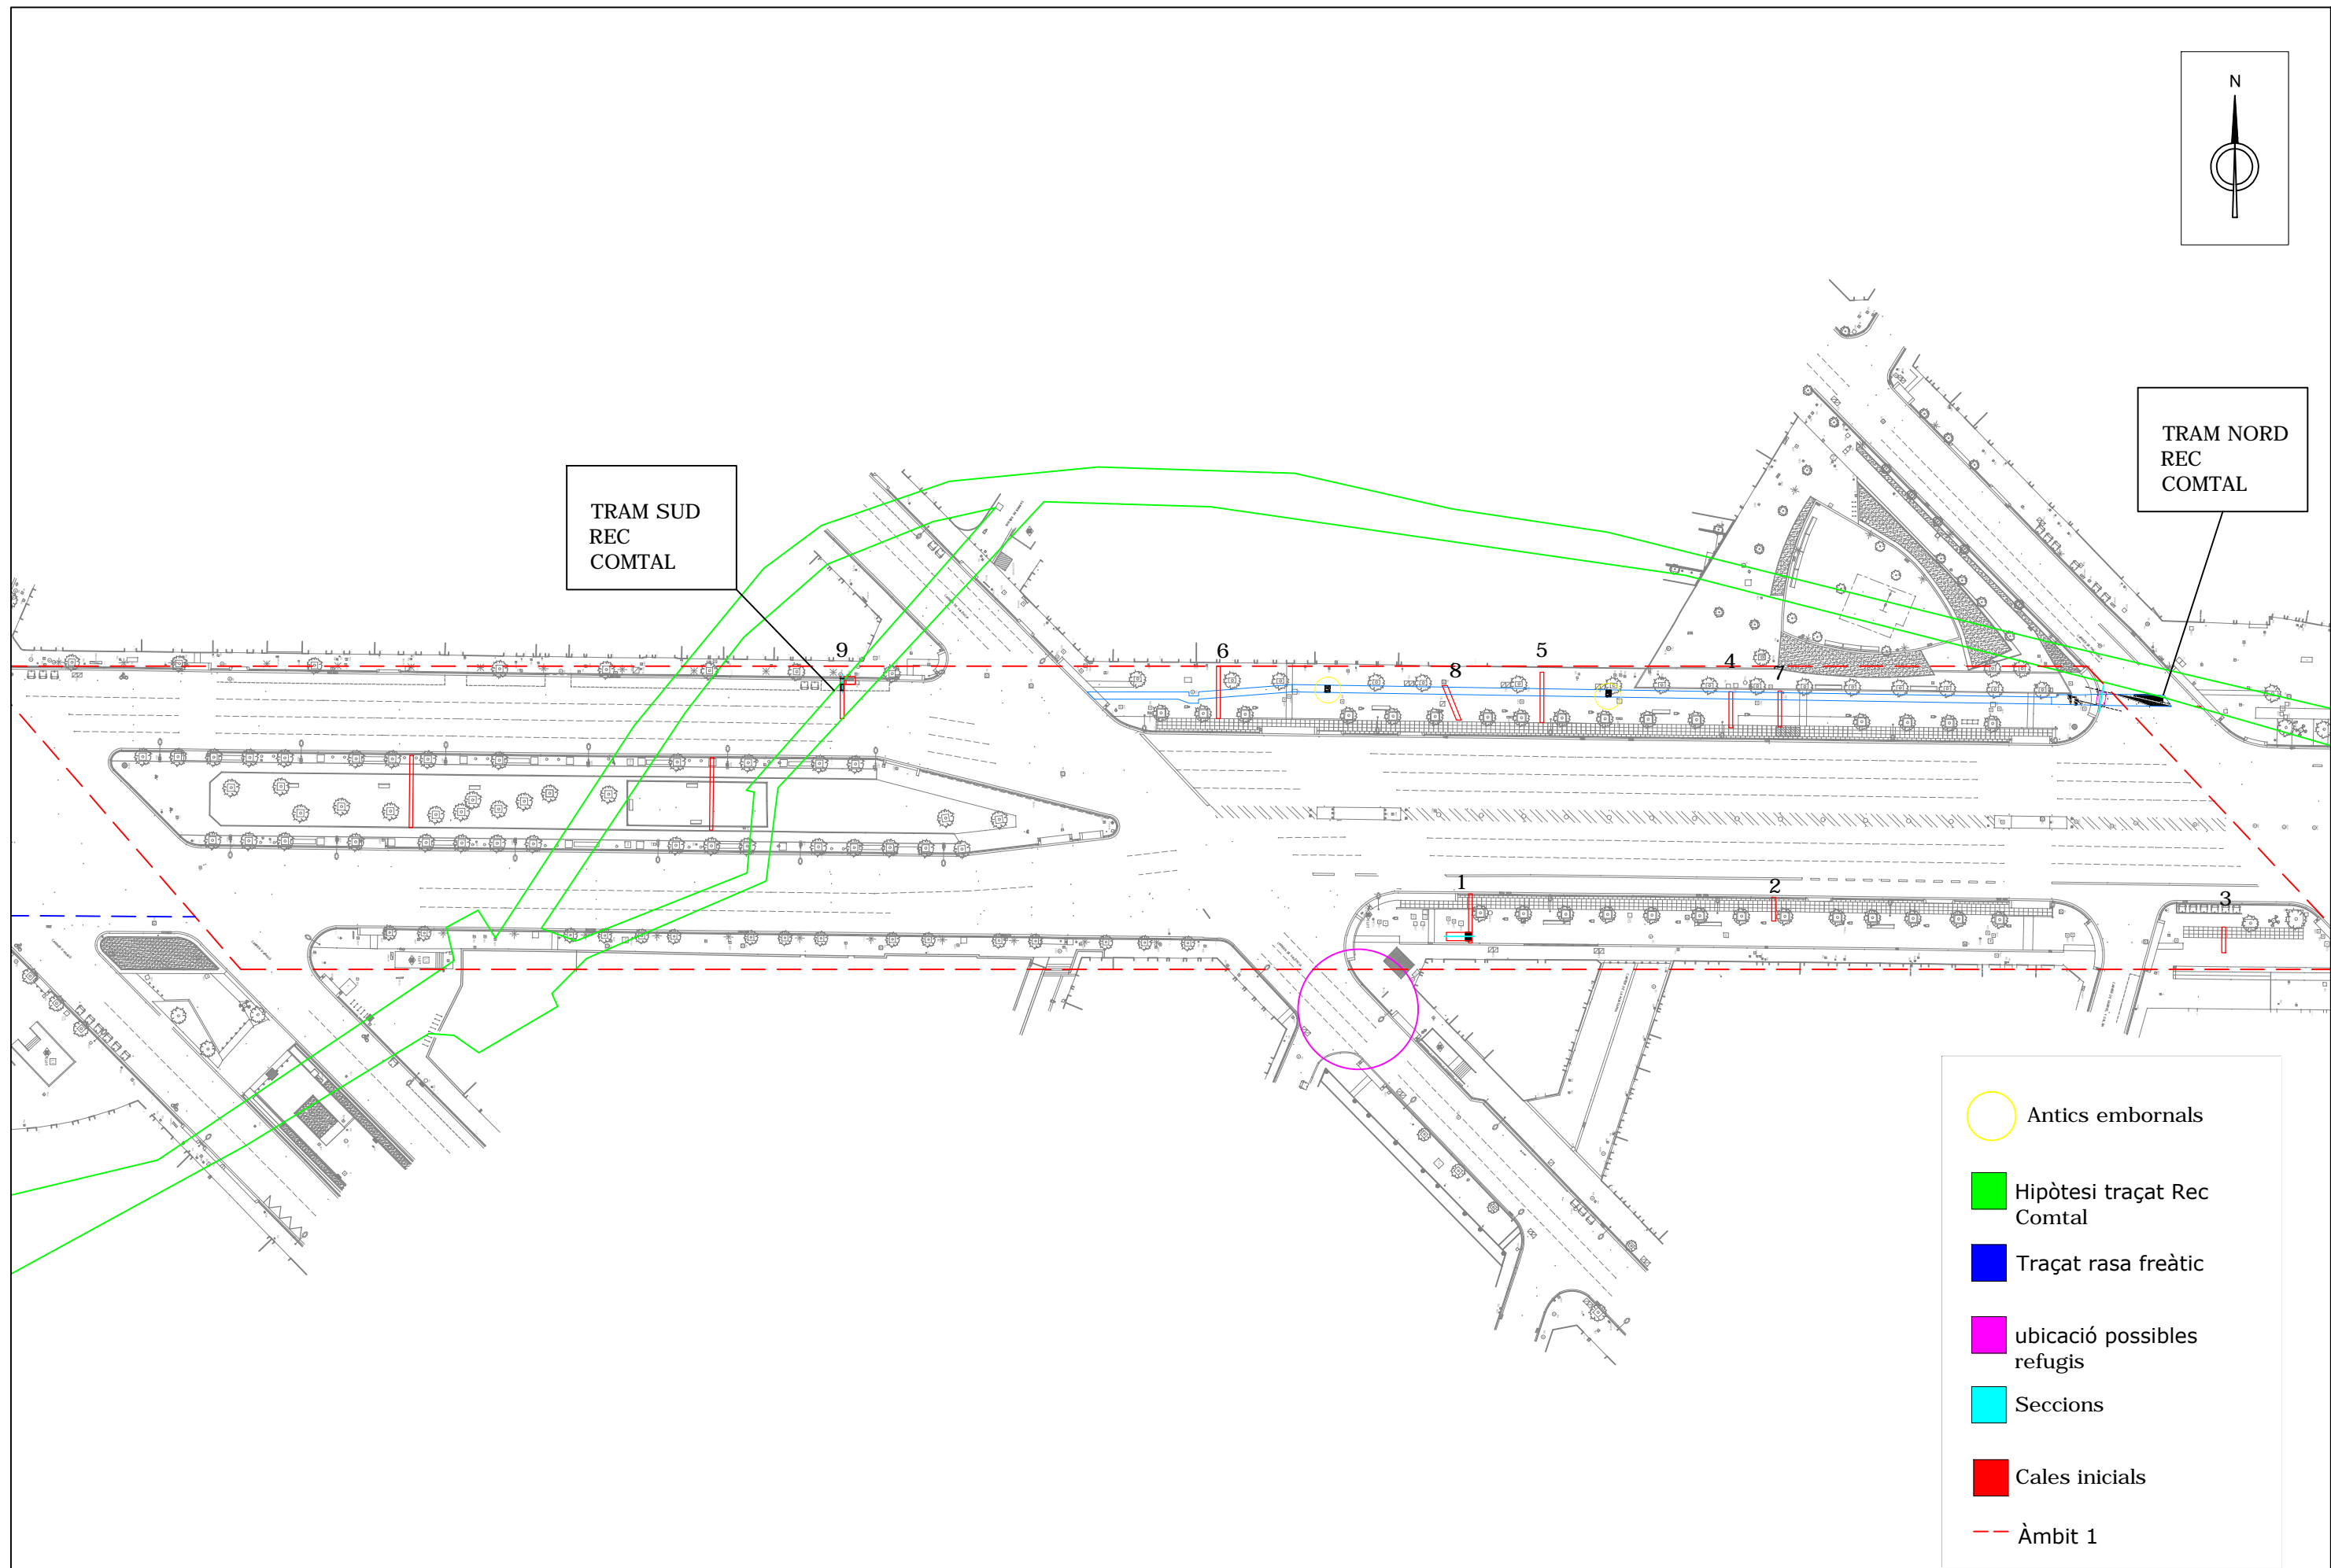 N
TRAM NORD
REC
COMTAL
TRAM SUD
REC
COMTAL
9
6
8
5
4
7
1
2
3
Antics embornals
Hipòtesi traçat Rec
Comtal
Traçat rasa freàtic
ubicació possibles
refugis
Seccions
Cales inicials
Àmbit 1